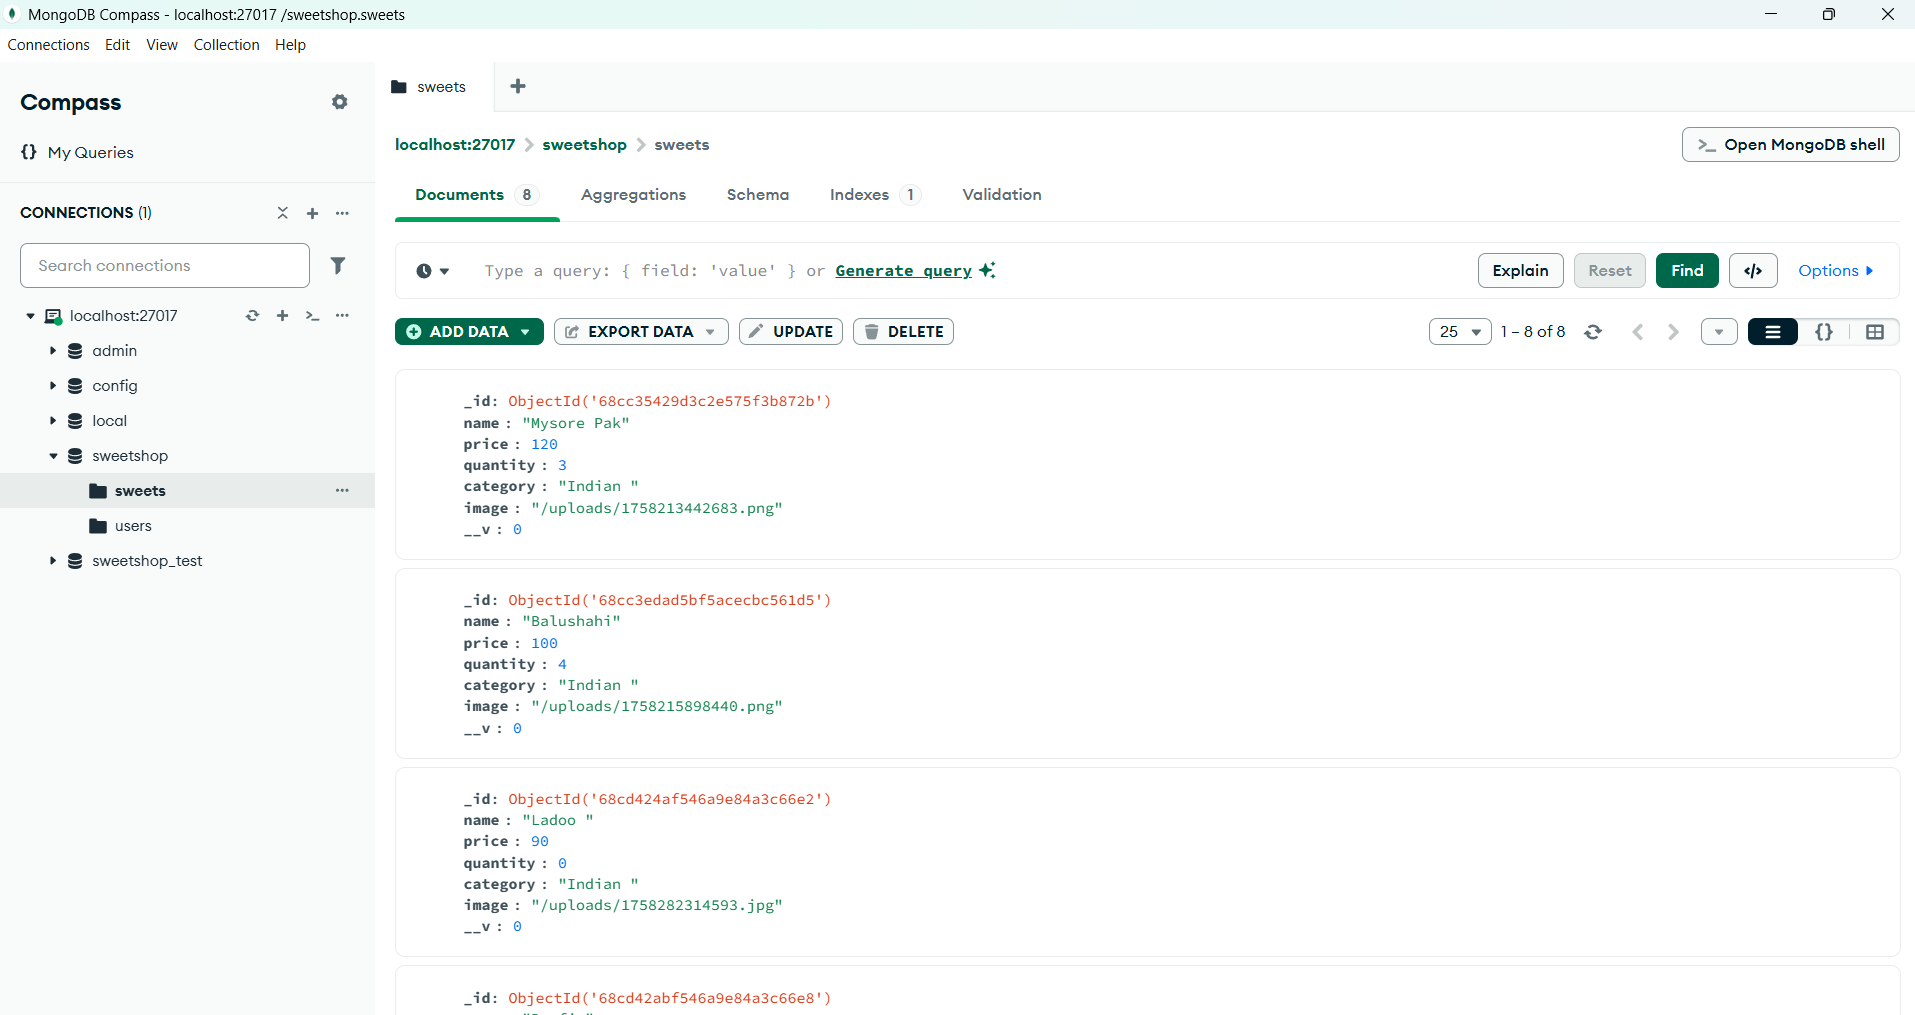 MongoDB Compass - localhost:27017 /sweetshop.sweets
Connections Edit View Collection Help
Compass
{} My Queries
CONNECTIONS (1)
Search connections
localhost:27017
admin
config
local
sweetshop
sweets
users
sweetshop_test
sweets
localhost:27017 > sweetshop > sweets
>_ Open MongoDB shell
Documents 8 Aggregations Schema Indexes 1 Validation
Type a query: { field: 'value' } or Generate query
Explain Reset Find </> Options
ADD DATA EXPORT DATA UPDATE DELETE
25 1 – 8 of 8 {}
_id: ObjectId('68cc35429d3c2e575f3b872b')
name : "Mysore Pak"
price : 120
quantity : 3
category : "Indian "
image : "/uploads/1758213442683.png"
__v : 0
_id: ObjectId('68cc3edad5bf5acecbc561d5')
name : "Balushahi"
price : 100
quantity : 4
category : "Indian "
image : "/uploads/1758215898440.png"
__v : 0
_id: ObjectId('68cd424af546a9e84a3c66e2')
name : "Ladoo "
price : 90
quantity : 0
category : "Indian "
image : "/uploads/1758282314593.jpg"
__v : 0
_id: ObjectId('68cd42abf546a9e84a3c66e8')